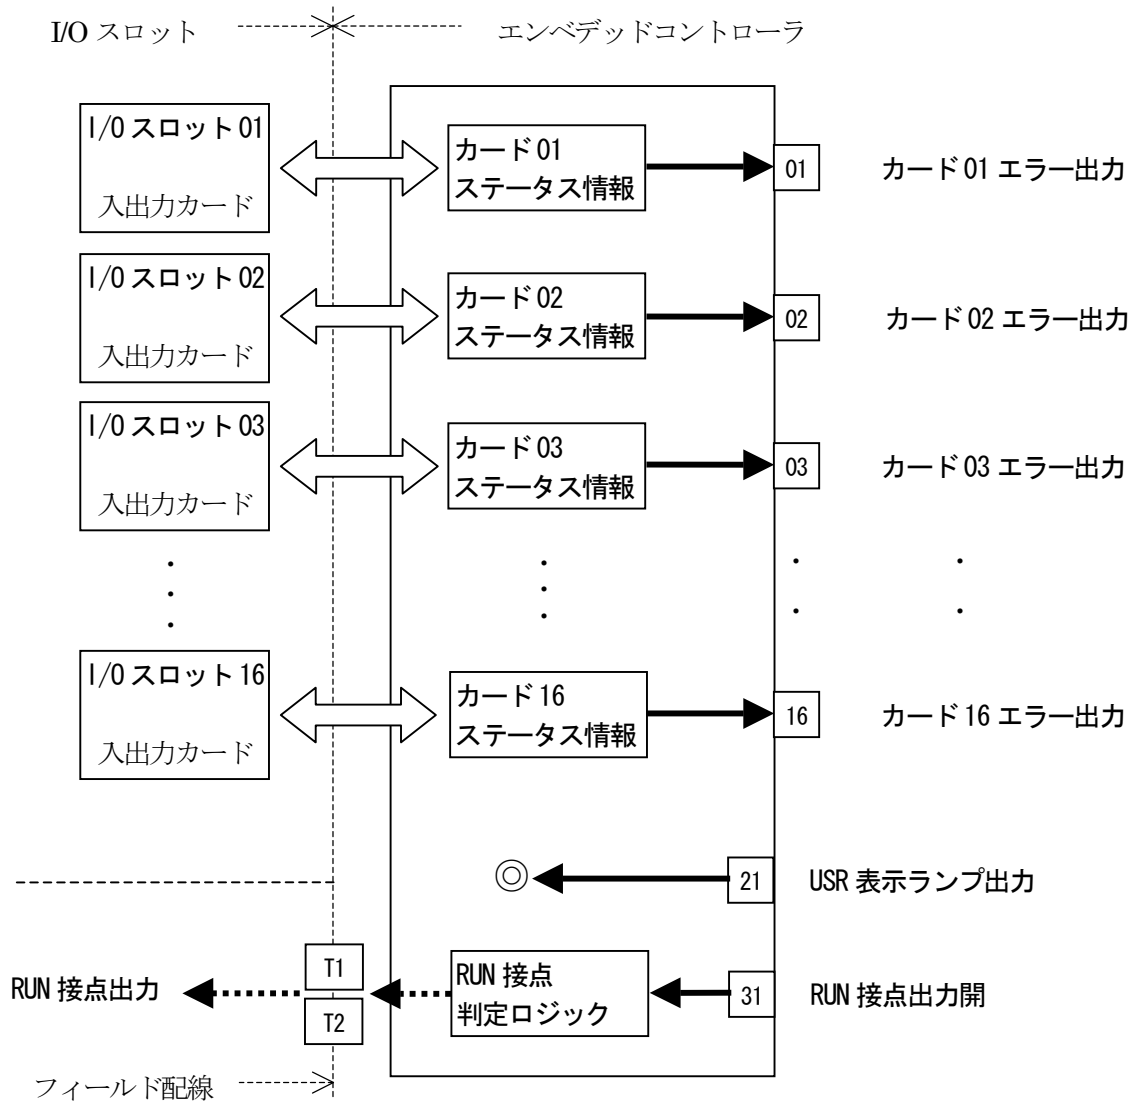 I/O スロット
エンベデッドコントローラ
I/O スロット 01
入出力カード
カード 01
ステータス情報
01
カード 01 エラー出力
I/O スロット 02
入出力カード
カード 02
ステータス情報
02
カード 02 エラー出力
I/O スロット 03
入出力カード
カード 03
ステータス情報
03
カード 03 エラー出力
I/O スロット 16
入出力カード
カード 16
ステータス情報
16
カード 16 エラー出力
21
USR 表示ランプ出力
RUN 接点出力
T1
T2
RUN 接点
判定ロジック
31
RUN 接点出力開
フィールド配線